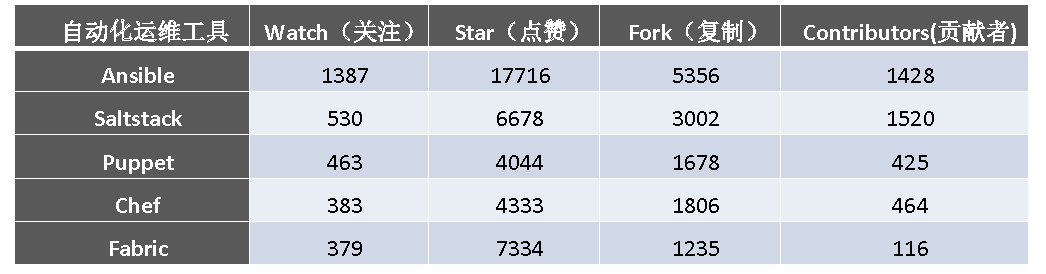 自动化运维工具 Watch（关注） Star（点赞） Fork（复制） Contributors(贡献者)
Ansible 1387 17716 5356 1428
Saltstack 530 6678 3002 1520
Puppet 463 4044 1678 425
Chef 383 4333 1806 464
Fabric 379 7334 1235 116